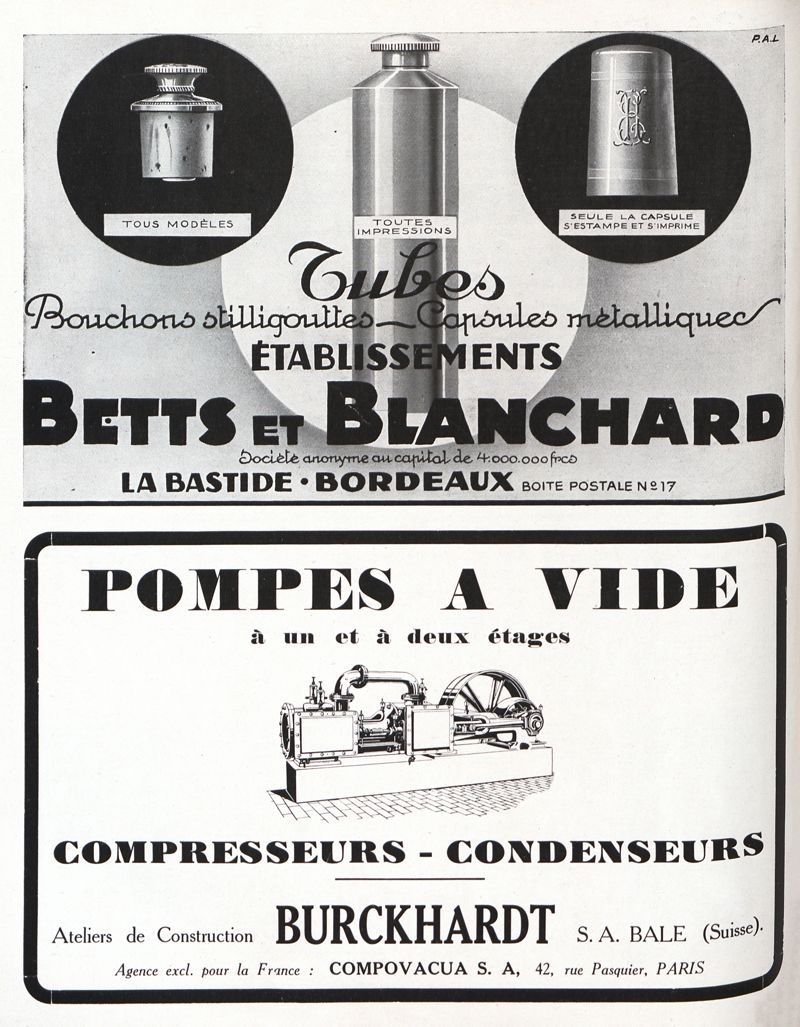 P.A.L
TOUS MODÈLES
TOUTES
IMPRESSIONS
SEULE LA CAPSULE
S'ESTAMPE ET S'IMPRIME
Tubes
Bouchons stilligouttes — Capsules métalliques
ÉTABLISSEMENTS
BETTS ET BLANCHARD
Société anonyme au capital de 4.000.000 frcs
LA BASTIDE • BORDEAUX BOITE POSTALE Nº 17
POMPES A VIDE
à un et à deux étages
COMPRESSEURS - CONDENSEURS
Ateliers de Construction BURCKHARDT S. A. BALE (Suisse).
Agence excl. pour la France : COMPOVACUA S. A, 42, rue Pasquier, PARIS